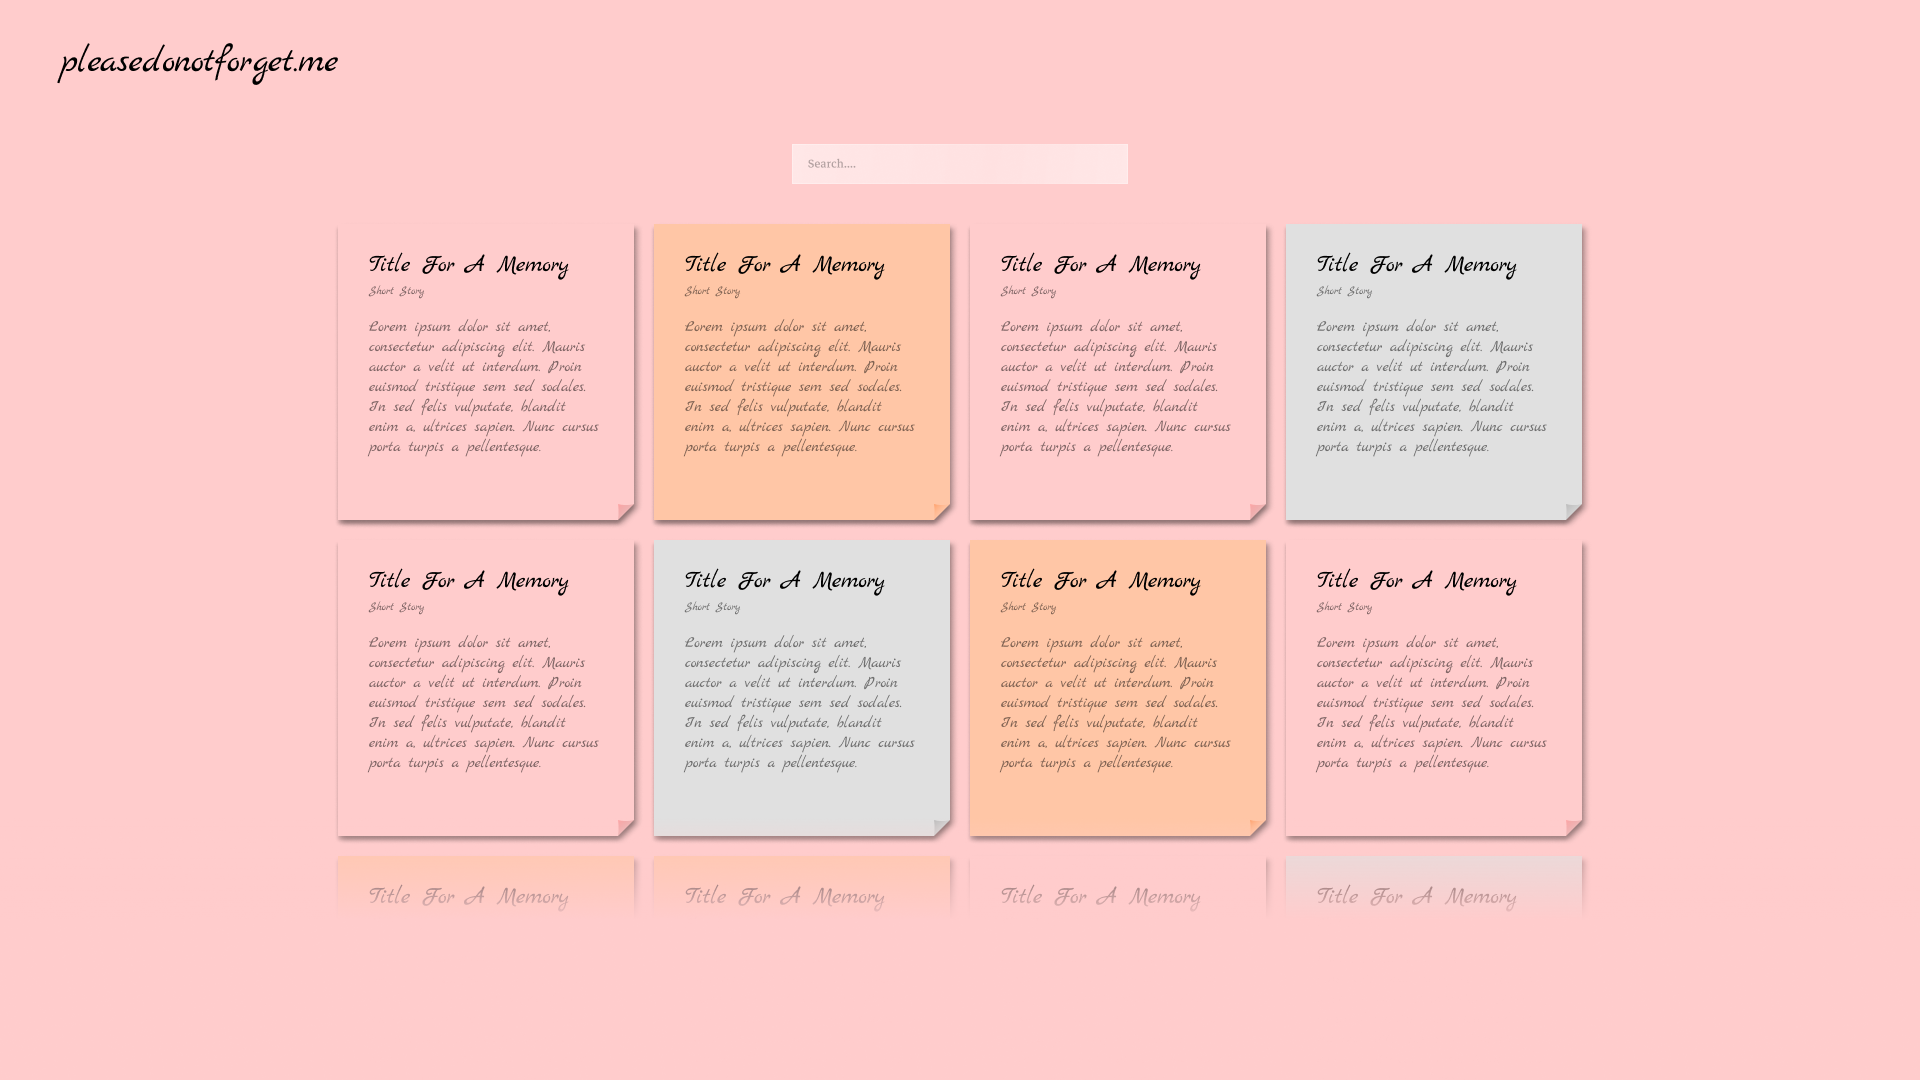 pleasedonotforget.me
Search....
Title For A Memory
Short Story
Lorem ipsum dolor sit amet,
consectetur adipiscing elit. Mauris
auctor a velit ut interdum. Proin
euismod tristique sem sed sodales.
In sed felis vulputate, blandit
enim a, ultrices sapien. Nunc cursus
porta turpis a pellentesque.
Title For A Memory
Short Story
Lorem ipsum dolor sit amet,
consectetur adipiscing elit. Mauris
auctor a velit ut interdum. Proin
euismod tristique sem sed sodales.
In sed felis vulputate, blandit
enim a, ultrices sapien. Nunc cursus
porta turpis a pellentesque.
Title For A Memory
Short Story
Lorem ipsum dolor sit amet,
consectetur adipiscing elit. Mauris
auctor a velit ut interdum. Proin
euismod tristique sem sed sodales.
In sed felis vulputate, blandit
enim a, ultrices sapien. Nunc cursus
porta turpis a pellentesque.
Title For A Memory
Short Story
Lorem ipsum dolor sit amet,
consectetur adipiscing elit. Mauris
auctor a velit ut interdum. Proin
euismod tristique sem sed sodales.
In sed felis vulputate, blandit
enim a, ultrices sapien. Nunc cursus
porta turpis a pellentesque.
Title For A Memory
Short Story
Lorem ipsum dolor sit amet,
consectetur adipiscing elit. Mauris
auctor a velit ut interdum. Proin
euismod tristique sem sed sodales.
In sed felis vulputate, blandit
enim a, ultrices sapien. Nunc cursus
porta turpis a pellentesque.
Title For A Memory
Short Story
Lorem ipsum dolor sit amet,
consectetur adipiscing elit. Mauris
auctor a velit ut interdum. Proin
euismod tristique sem sed sodales.
In sed felis vulputate, blandit
enim a, ultrices sapien. Nunc cursus
porta turpis a pellentesque.
Title For A Memory
Short Story
Lorem ipsum dolor sit amet,
consectetur adipiscing elit. Mauris
auctor a velit ut interdum. Proin
euismod tristique sem sed sodales.
In sed felis vulputate, blandit
enim a, ultrices sapien. Nunc cursus
porta turpis a pellentesque.
Title For A Memory
Short Story
Lorem ipsum dolor sit amet,
consectetur adipiscing elit. Mauris
auctor a velit ut interdum. Proin
euismod tristique sem sed sodales.
In sed felis vulputate, blandit
enim a, ultrices sapien. Nunc cursus
porta turpis a pellentesque.
Title For A Memory
Title For A Memory
Title For A Memory
Title For A Memory